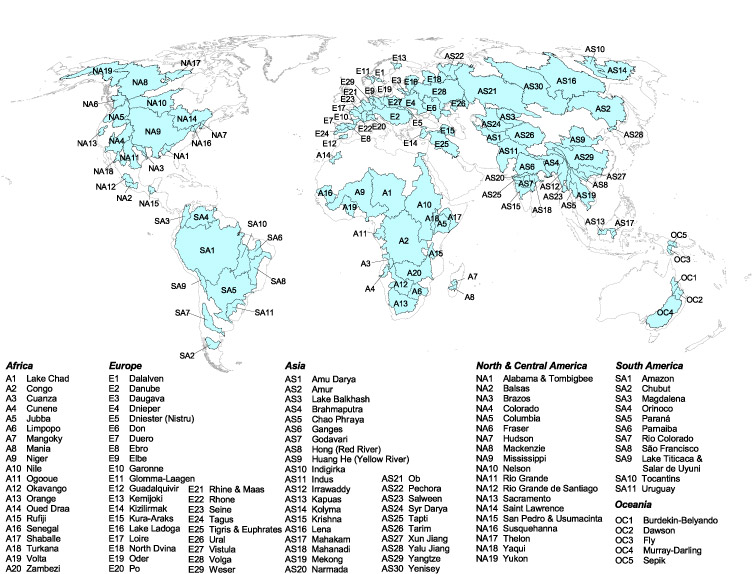 AS10
NA17
E13
AS22
NA19
NA8
E11
E1
E3
E16
E18
AS16
AS14
E29
E9
E19
E28
AS21
AS30
E21
E23
NA6
NA10
E17
E27
E4
E26
AS2
NA5
NA14
E10
E2
E6
AS3
NA9
E7
E22
E20
E5
E15
AS24
AS1
AS26
AS28
NA13
NA4
NA7
E24
E8
AS9
NA16
E12
E14
E25
AS11
NA11
NA1
A14
AS6
AS4
AS29
NA18
NA3
AS20
AS7
AS12
AS27
NA12
A16
A9
A1
AS25
AS23
AS8
NA2
NA15
A19
A10
AS15
AS18
AS5
AS19
SA3
SA4
SA10
A18
A17
A5
AS13
AS17
SA6
A11
A2
OC5
SA1
A15
OC3
A3
A20
SA9
SA8
A4
A12
A7
OC1
SA5
A6
OC2
SA7
SA11
A13
A8
OC4
SA2
Africa
A1 Lake Chad
A2 Congo
A3 Cuanza
A4 Cunene
A5 Jubba
A6 Limpopo
A7 Mangoky
A8 Mania
A9 Niger
A10 Nile
A11 Ogooue
A12 Okavango
A13 Orange
A14 Oued Draa
A15 Rufiji
A16 Senegal
A17 Shaballe
A18 Turkana
A19 Volta
A20 Zambezi
Europe
E1 Dalalven
E2 Danube
E3 Daugava
E4 Dnieper
E5 Dniester (Nistru)
E6 Don
E7 Duero
E8 Ebro
E9 Elbe
E10 Garonne
E11 Glomma-Laagen
E12 Guadalquivir
E13 Kemijoki
E14 Kizilirmak
E15 Kura-Araks
E16 Lake Ladoga
E17 Loire
E18 North Dvina
E19 Oder
E20 Po
E21 Rhine & Maas
E22 Rhone
E23 Seine
E24 Tagus
E25 Tigris & Euphrates
E26 Ural
E27 Vistula
E28 Volga
E29 Weser
Asia
AS1 Amu Darya
AS2 Amur
AS3 Lake Balkhash
AS4 Brahmaputra
AS5 Chao Phraya
AS6 Ganges
AS7 Godavari
AS8 Hong (Red River)
AS9 Huang He (Yellow River)
AS10 Indigirka
AS11 Indus
AS12 Irrawaddy
AS13 Kapuas
AS14 Kolyma
AS15 Krishna
AS16 Lena
AS17 Mahakam
AS18 Mahanadi
AS19 Mekong
AS20 Narmada
AS21 Ob
AS22 Pechora
AS23 Salween
AS24 Syr Darya
AS25 Tapti
AS26 Tarim
AS27 Xun Jiang
AS28 Yalu Jiang
AS29 Yangtze
AS30 Yenisey
North & Central America
NA1 Alabama & Tombigbee
NA2 Balsas
NA3 Brazos
NA4 Colorado
NA5 Columbia
NA6 Fraser
NA7 Hudson
NA8 Mackenzie
NA9 Mississippi
NA10 Nelson
NA11 Rio Grande
NA12 Rio Grande de Santiago
NA13 Sacramento
NA14 Saint Lawrence
NA15 San Pedro & Usumacinta
NA16 Susquehanna
NA17 Thelon
NA18 Yaqui
NA19 Yukon
South America
SA1 Amazon
SA2 Chubut
SA3 Magdalena
SA4 Orinoco
SA5 Paraná
SA6 Parnaiba
SA7 Rio Colorado
SA8 São Francisco
SA9 Lake Titicaca &
Salar de Uyuni
SA10 Tocantins
SA11 Uruguay
Oceania
OC1 Burdekin-Belyando
OC2 Dawson
OC3 Fly
OC4 Murray-Darling
OC5 Sepik